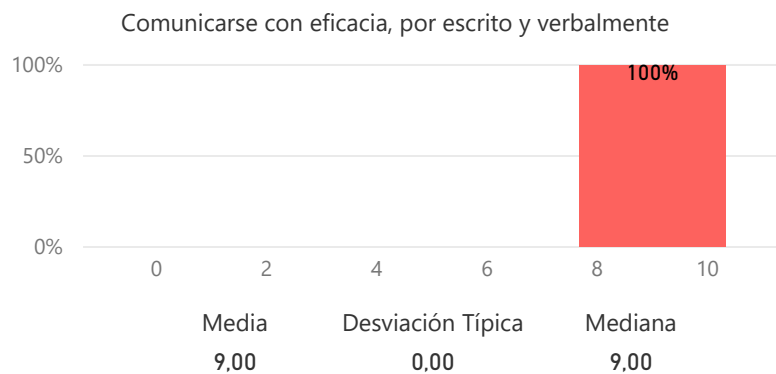 Comunicarse con eficacia, por escrito y verbalmente
100%
100%
50%
0%
0 2 4 6 8 10
Media Desviación Típica Mediana
9,00 0,00 9,00